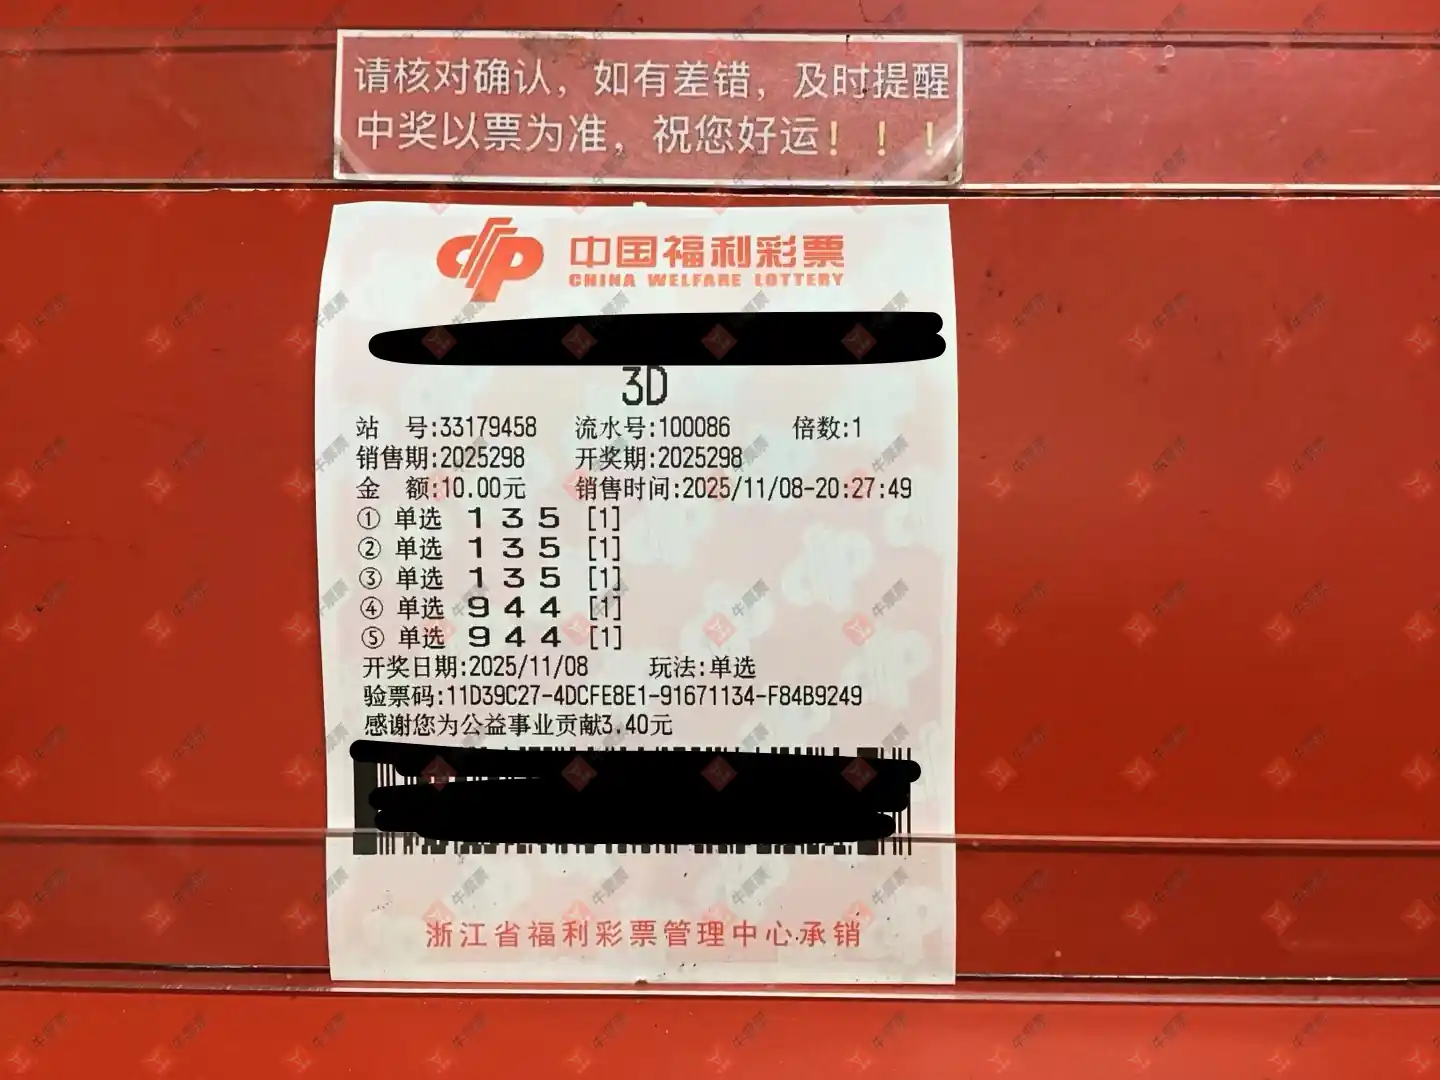 请核对确认，如有差错，及时提醒
中奖以票为准，祝您好运！！！
中国福利彩票
CHINA WELFARE LOTTERY
3D
站 号:33179458 流水号:100086 倍数:1
销售期:2025298 开奖期:2025298
金 额:10.00元 销售时间:2025/11/08-20:27:49
① 单选 1 3 5 [1]
② 单选 1 3 5 [1]
③ 单选 1 3 5 [1]
④ 单选 9 4 4 [1]
⑤ 单选 9 4 4 [1]
开奖日期:2025/11/08 玩法:单选
验票码:11D39C27-4DCFE8E1-91671134-F84B9249
感谢您为公益事业贡献3.40元
浙江省福利彩票管理中心承销
牛票票